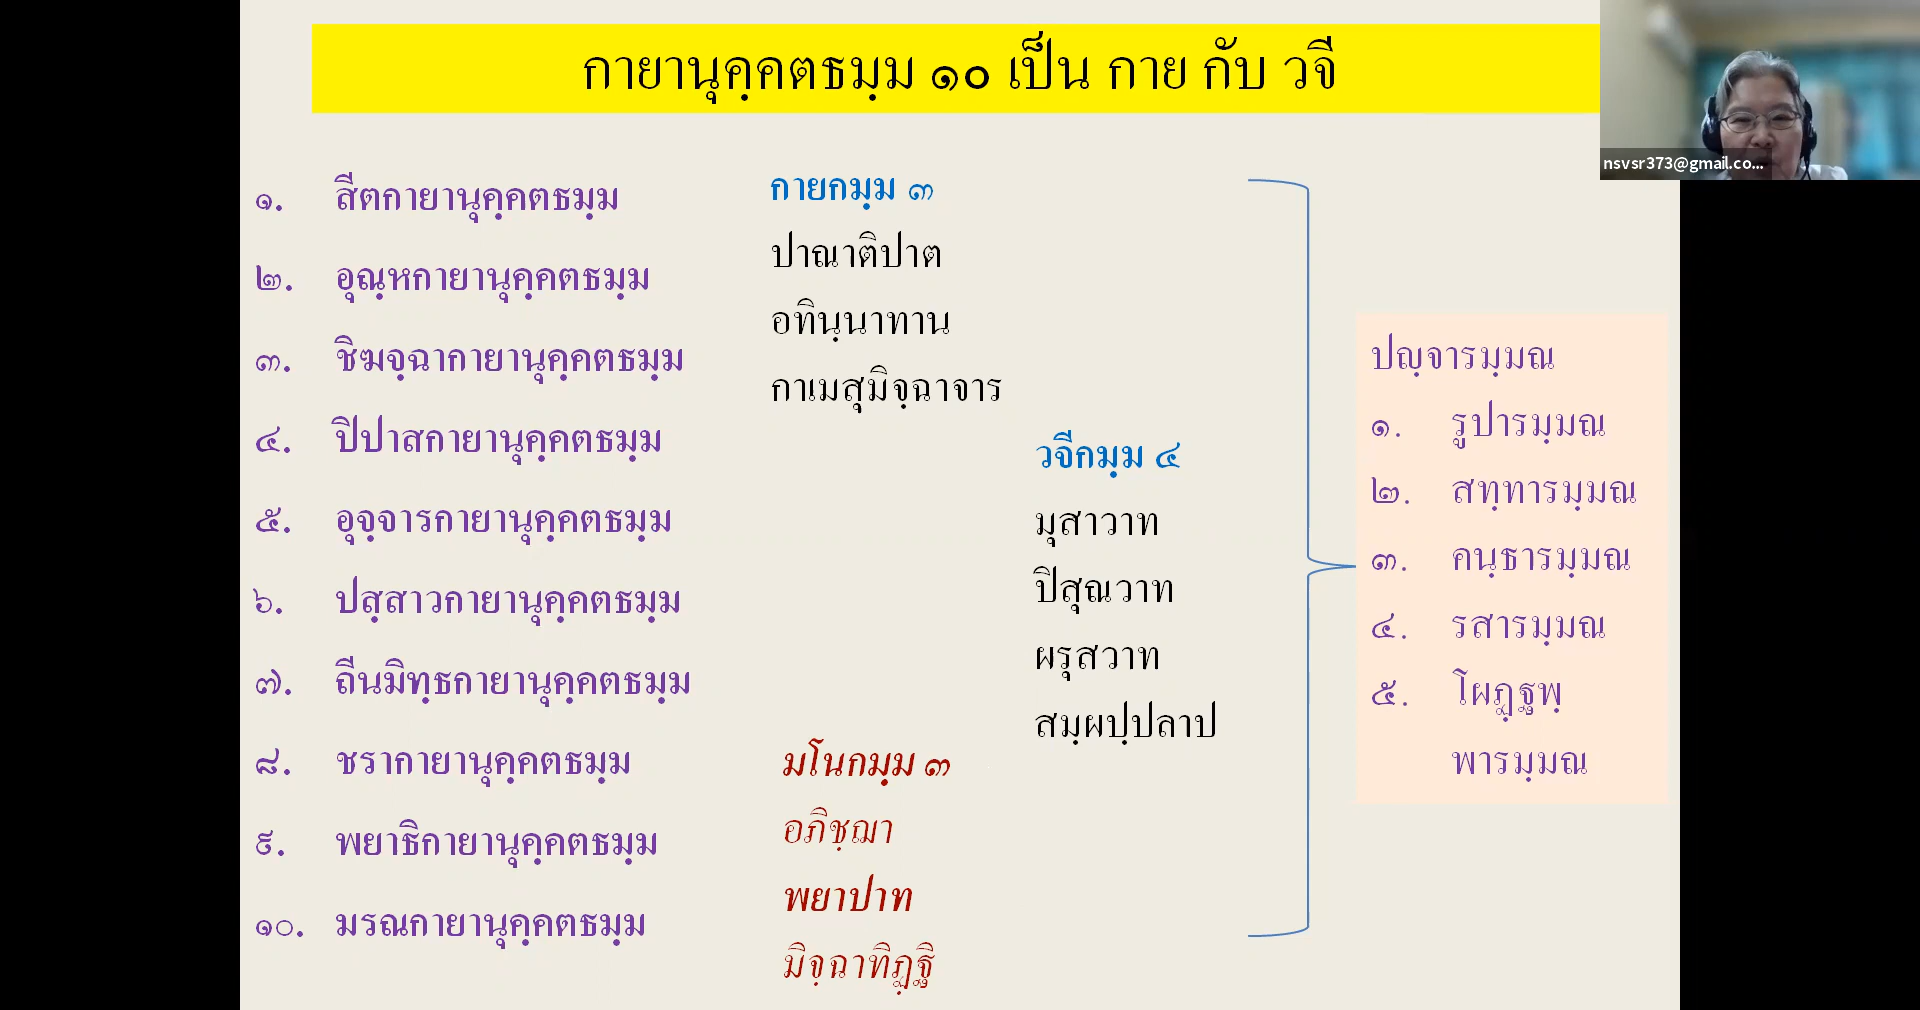 กายานุคฺคตธมฺม ๑๐ เป็น กาย กับ วจี
nsvsr373@gmail.co...
๑. สีตกายานุคฺคตธมฺม
๒. อุณฺหกายานุคฺคตธมฺม
๓. ชิฆจฺฉากายานุคฺคตธมฺม
๔. ปิปาสกายานุคฺคตธมฺม
๕. อุจฺจารกายานุคฺคตธมฺม
๖. ปสฺสาวกายานุคฺคตธมฺม
๗. ถีนมิทฺธกายานุคฺคตธมฺม
๘. ชรากายานุคฺคตธมฺม
๙. พยาธิกายานุคฺคตธมฺม
๑๐. มรณกายานุคฺคตธมฺม
กายกมฺม ๓
ปาณาติปาต
อทินฺนาทาน
กาเมสุมิจฺฉาจาร
วจีกมฺม ๔
มุสาวาท
ปิสุณวาท
ผรุสวาท
สมฺผปฺปลาป
มโนกมฺม ๓
อภิชฺฌา
พยาปาท
มิจฺฉาทิฏฺฐิ
ปญฺจารมฺมณ
๑. รูปารมฺมณ
๒. สทฺทารมฺมณ
๓. คนฺธารมฺมณ
๔. รสารมฺมณ
๕. โผฏฺฐพฺ
พารมฺมณ